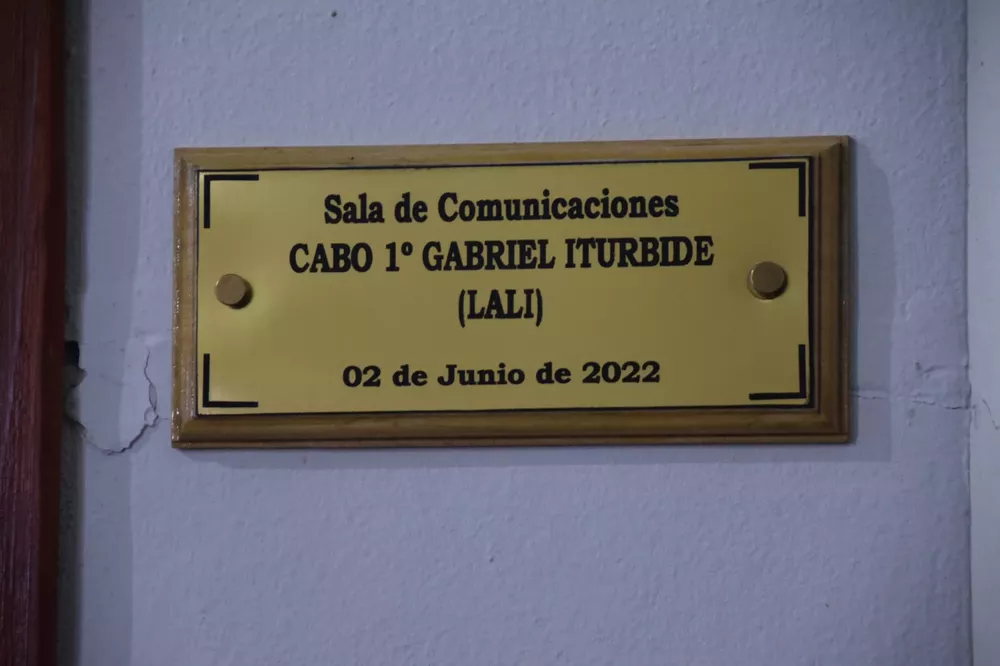 Sala de Comunicaciones
CABO 1º GABRIEL ITURBIDE
(LALI)
02 de Junio de 2022